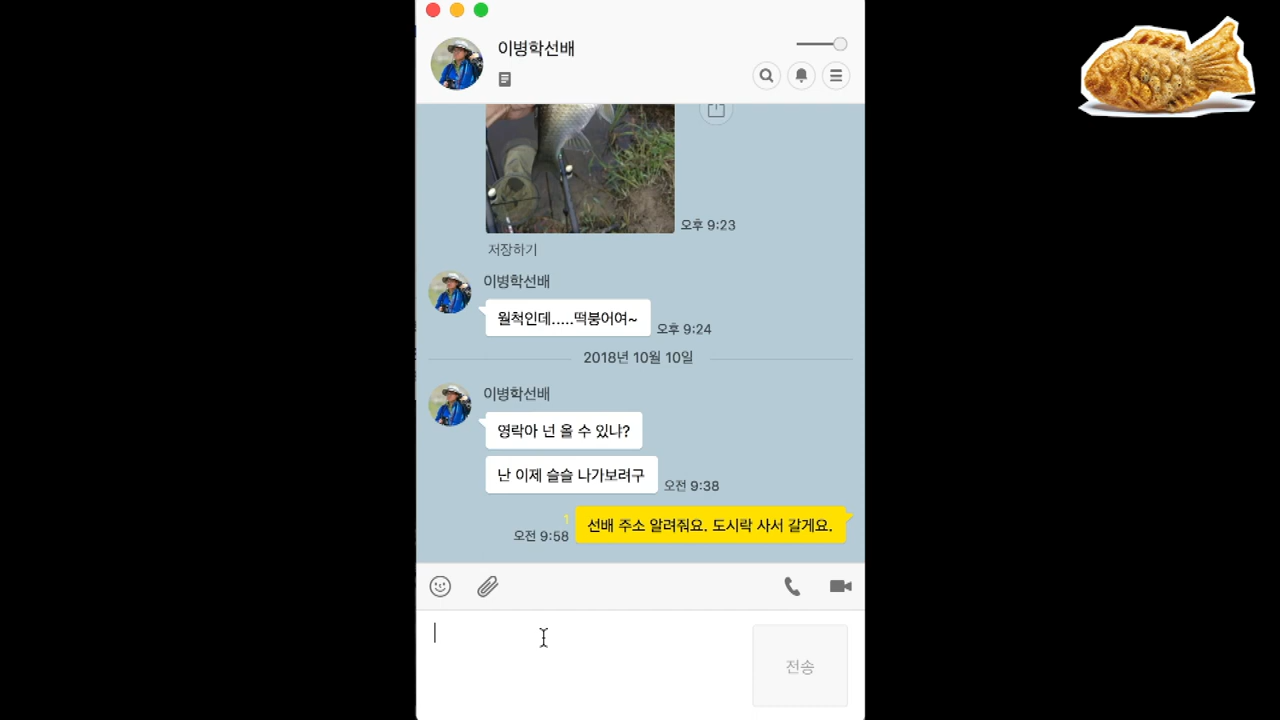 이병학선배
오후 9:23
저장하기
이병학선배
월척인데.....떡붕어여~
오후 9:24
2018년 10월 10일
이병학선배
영락아 넌 올 수 있냐?
난 이제 슬슬 나가보려구
오전 9:38
1
오전 9:58
선배 주소 알려줘요. 도시락 사서 갈게요.
전송